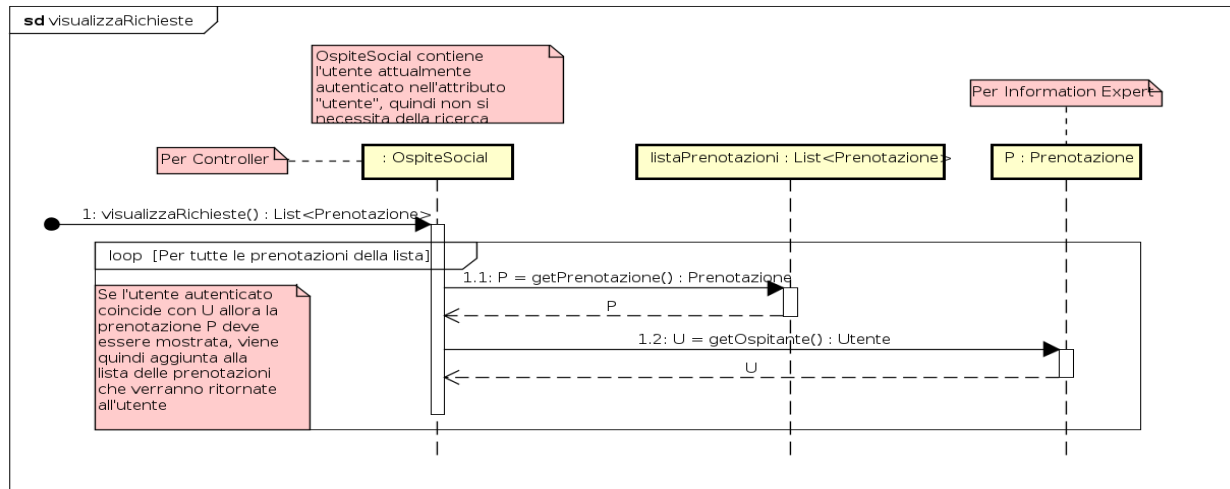 sd visualizzaRichieste
OspiteSocial contiene
l'utente attualmente
autenticato nell'attributo
"utente", quindi non si
necessita della ricerca
Per Information Expert
Per Controller
: OspiteSocial
listaPrenotazioni : List<Prenotazione>
P : Prenotazione
1: visualizzaRichieste() : List<Prenotazione>
loop [Per tutte le prenotazioni della lista]
1.1: P = getPrenotazione() : Prenotazione
P
Se l'utente autenticato
coincide con U allora la
prenotazione P deve
essere mostrata, viene
quindi aggiunta alla
lista delle prenotazioni
che verranno ritornate
all'utente
1.2: U = getOspitante() : Utente
U